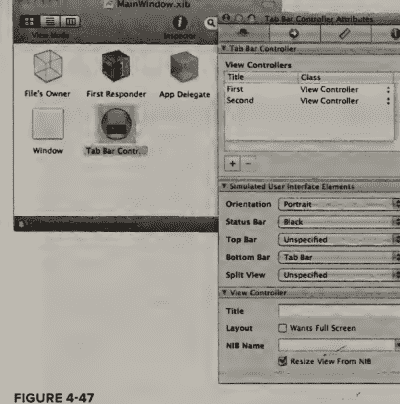 MainWindow.xib
View Mode
Inspector
File's Owner
First Responder
App Delegate
Window
Tab Bar Contr...
Tab Bar Controller Attributes
Tab Bar Controller
View Controllers
Title Class
First View Controller
Second View Controller
+ -
Simulated User Interface Elements
Orientation Portrait
Status Bar Black
Top Bar Unspecified
Bottom Bar Tab Bar
Split View Unspecified
View Controller
Title
Layout Wants Full Screen
NIB Name
Resize View From NIB
FIGURE 4-47